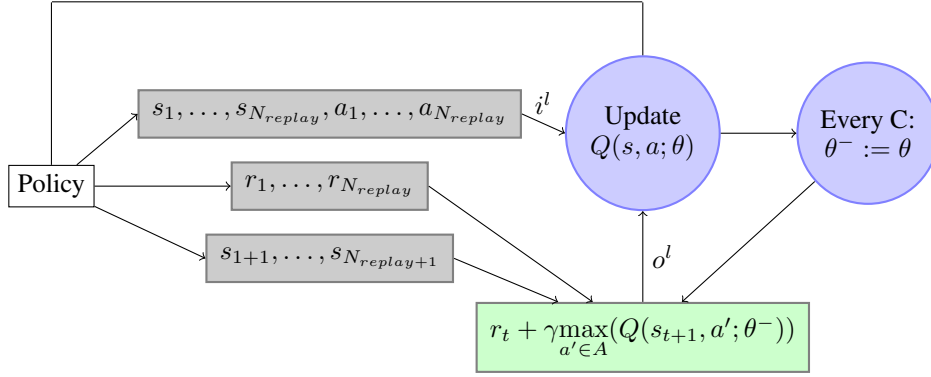 s_1, …, s_{N_{replay}}, a_1, …, a_{N_{replay}}
i^l
Update
Q(s, a; θ)
Every C:
θ^- := θ
Policy
r_1, …, r_{N_{replay}}
s_{1+1}, …, s_{N_{replay+1}}
o^l
r_t + γ max_{a'∈A}(Q(s_{t+1}, a'; θ^-))